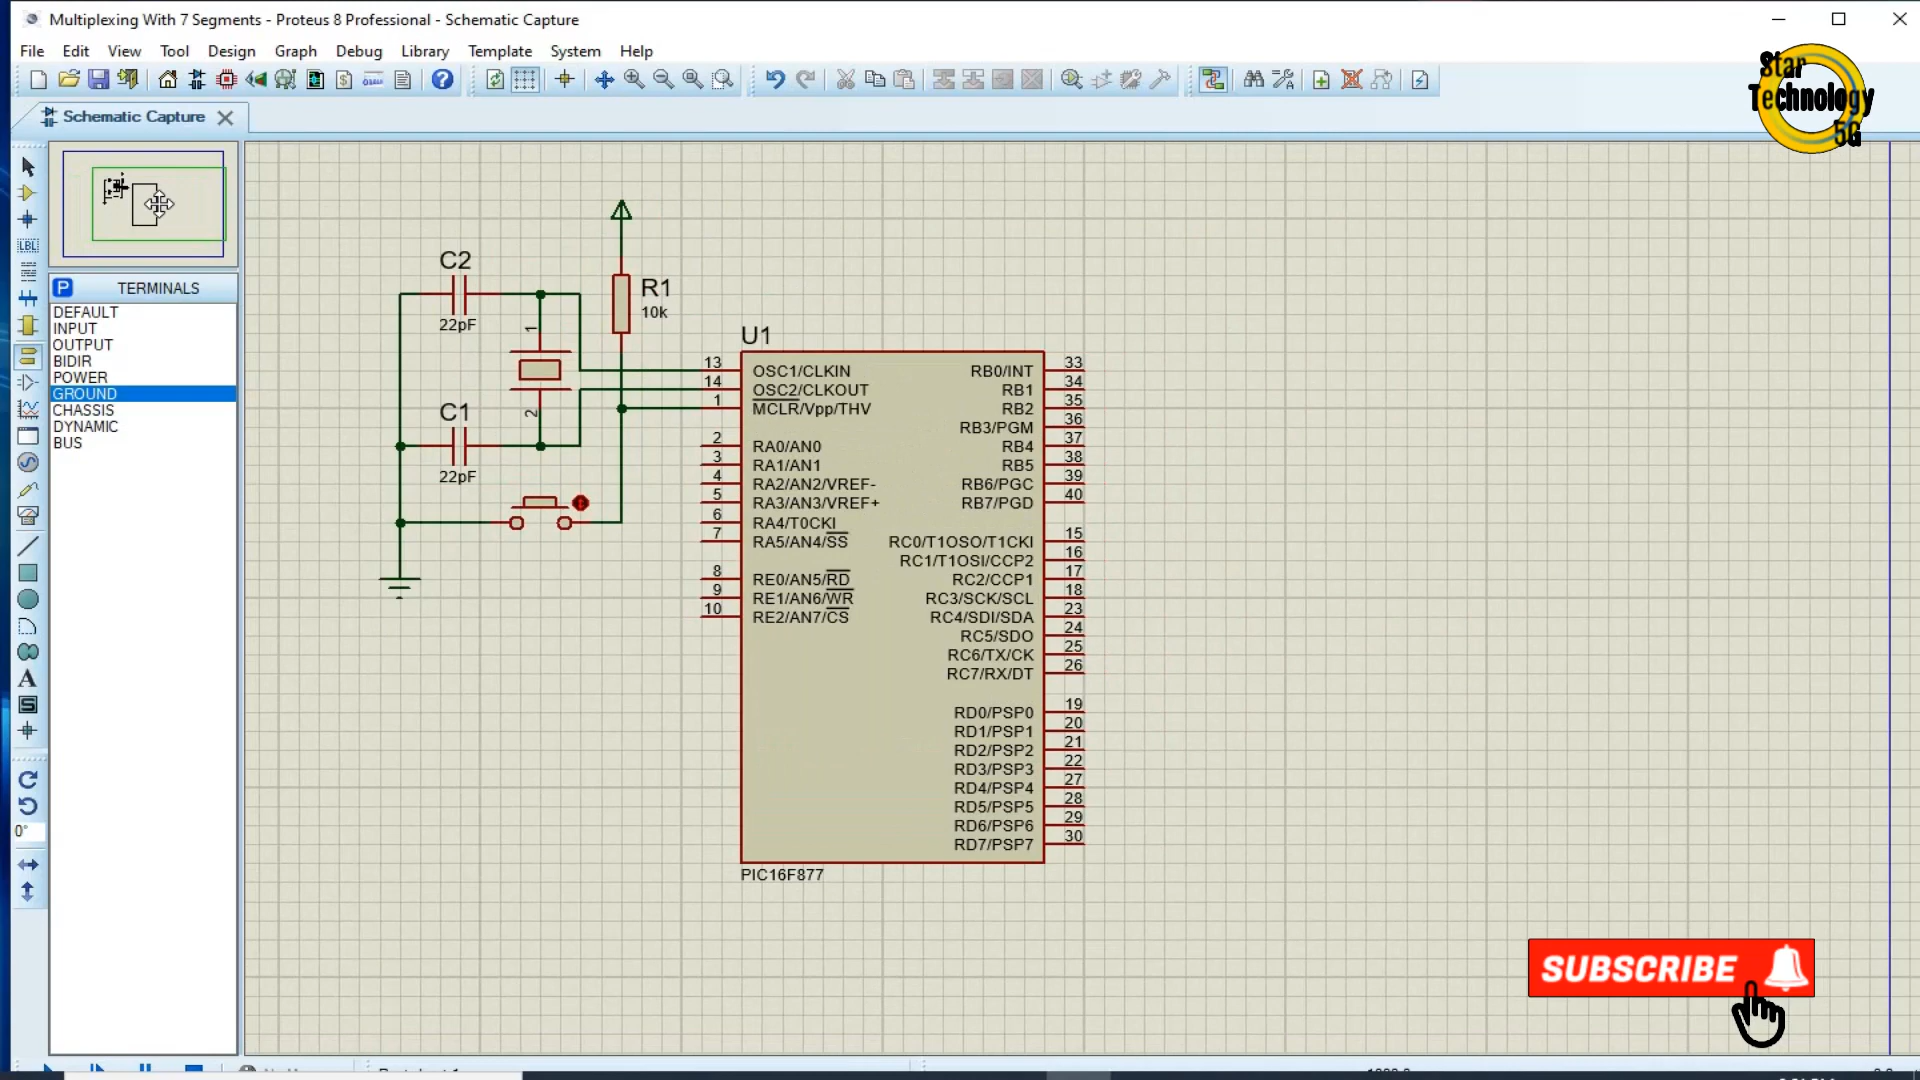 Multiplexing With 7 Segments - Proteus 8 Professional - Schematic Capture
File Edit View Tool Design Graph Debug Library Template System Help
Star
Technology
5G
Schematic Capture
LBL
P TERMINALS
DEFAULT
INPUT
OUTPUT
BIDIR
POWER
GROUND
CHASSIS
DYNAMIC
BUS
A
S
0°
C2
22pF
1
2
C1
22pF
R1
10k
U1
13 OSC1/CLKIN
14 OSC2/CLKOUT
1 MCLR/Vpp/THV
2 RA0/AN0
3 RA1/AN1
4 RA2/AN2/VREF-
5 RA3/AN3/VREF+
6 RA4/T0CKI
7 RA5/AN4/SS
8 RE0/AN5/RD
9 RE1/AN6/WR
10 RE2/AN7/CS
RB0/INT 33
RB1 34
RB2 35
RB3/PGM 36
RB4 37
RB5 38
RB6/PGC 39
RB7/PGD 40
RC0/T1OSO/T1CKI 15
RC1/T1OSI/CCP2 16
RC2/CCP1 17
RC3/SCK/SCL 18
RC4/SDI/SDA 23
RC5/SDO 24
RC6/TX/CK 25
RC7/RX/DT 26
RD0/PSP0 19
RD1/PSP1 20
RD2/PSP2 21
RD3/PSP3 22
RD4/PSP4 27
RD5/PSP5 28
RD6/PSP6 29
RD7/PSP7 30
PIC16F877
SUBSCRIBE